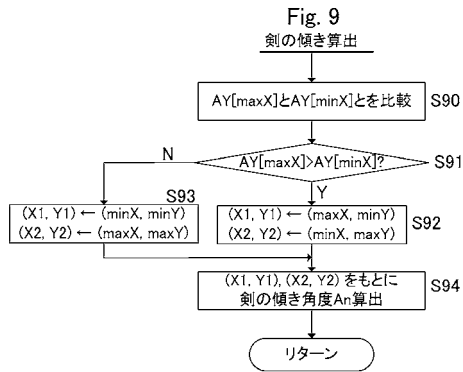 Fig. 9
剣の傾き算出
AY[maxX]とAY[minX]とを比較
S90
AY[maxX]>AY[minX]?
S91
N
Y
S93
(X1, Y1) ← (minX, minY)
(X2, Y2) ← (maxX, maxY)
(X1, Y1) ← (maxX, minY)
(X2, Y2) ← (minX, maxY)
S92
(X1, Y1), (X2, Y2) をもとに
剣の傾き角度An算出
S94
リターン